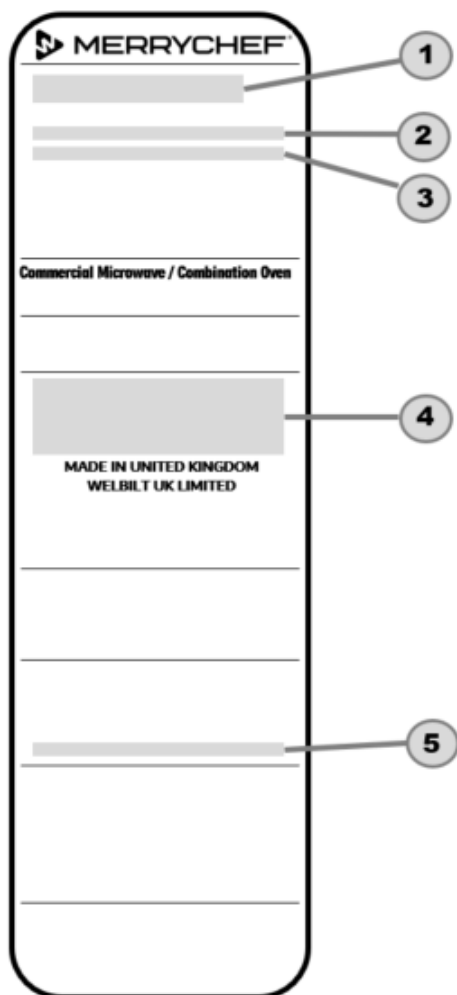 MERRYCHEF
1
2
3
Commercial Microwave / Combination Oven
4
MADE IN UNITED KINGDOM
WELBILT UK LIMITED
5